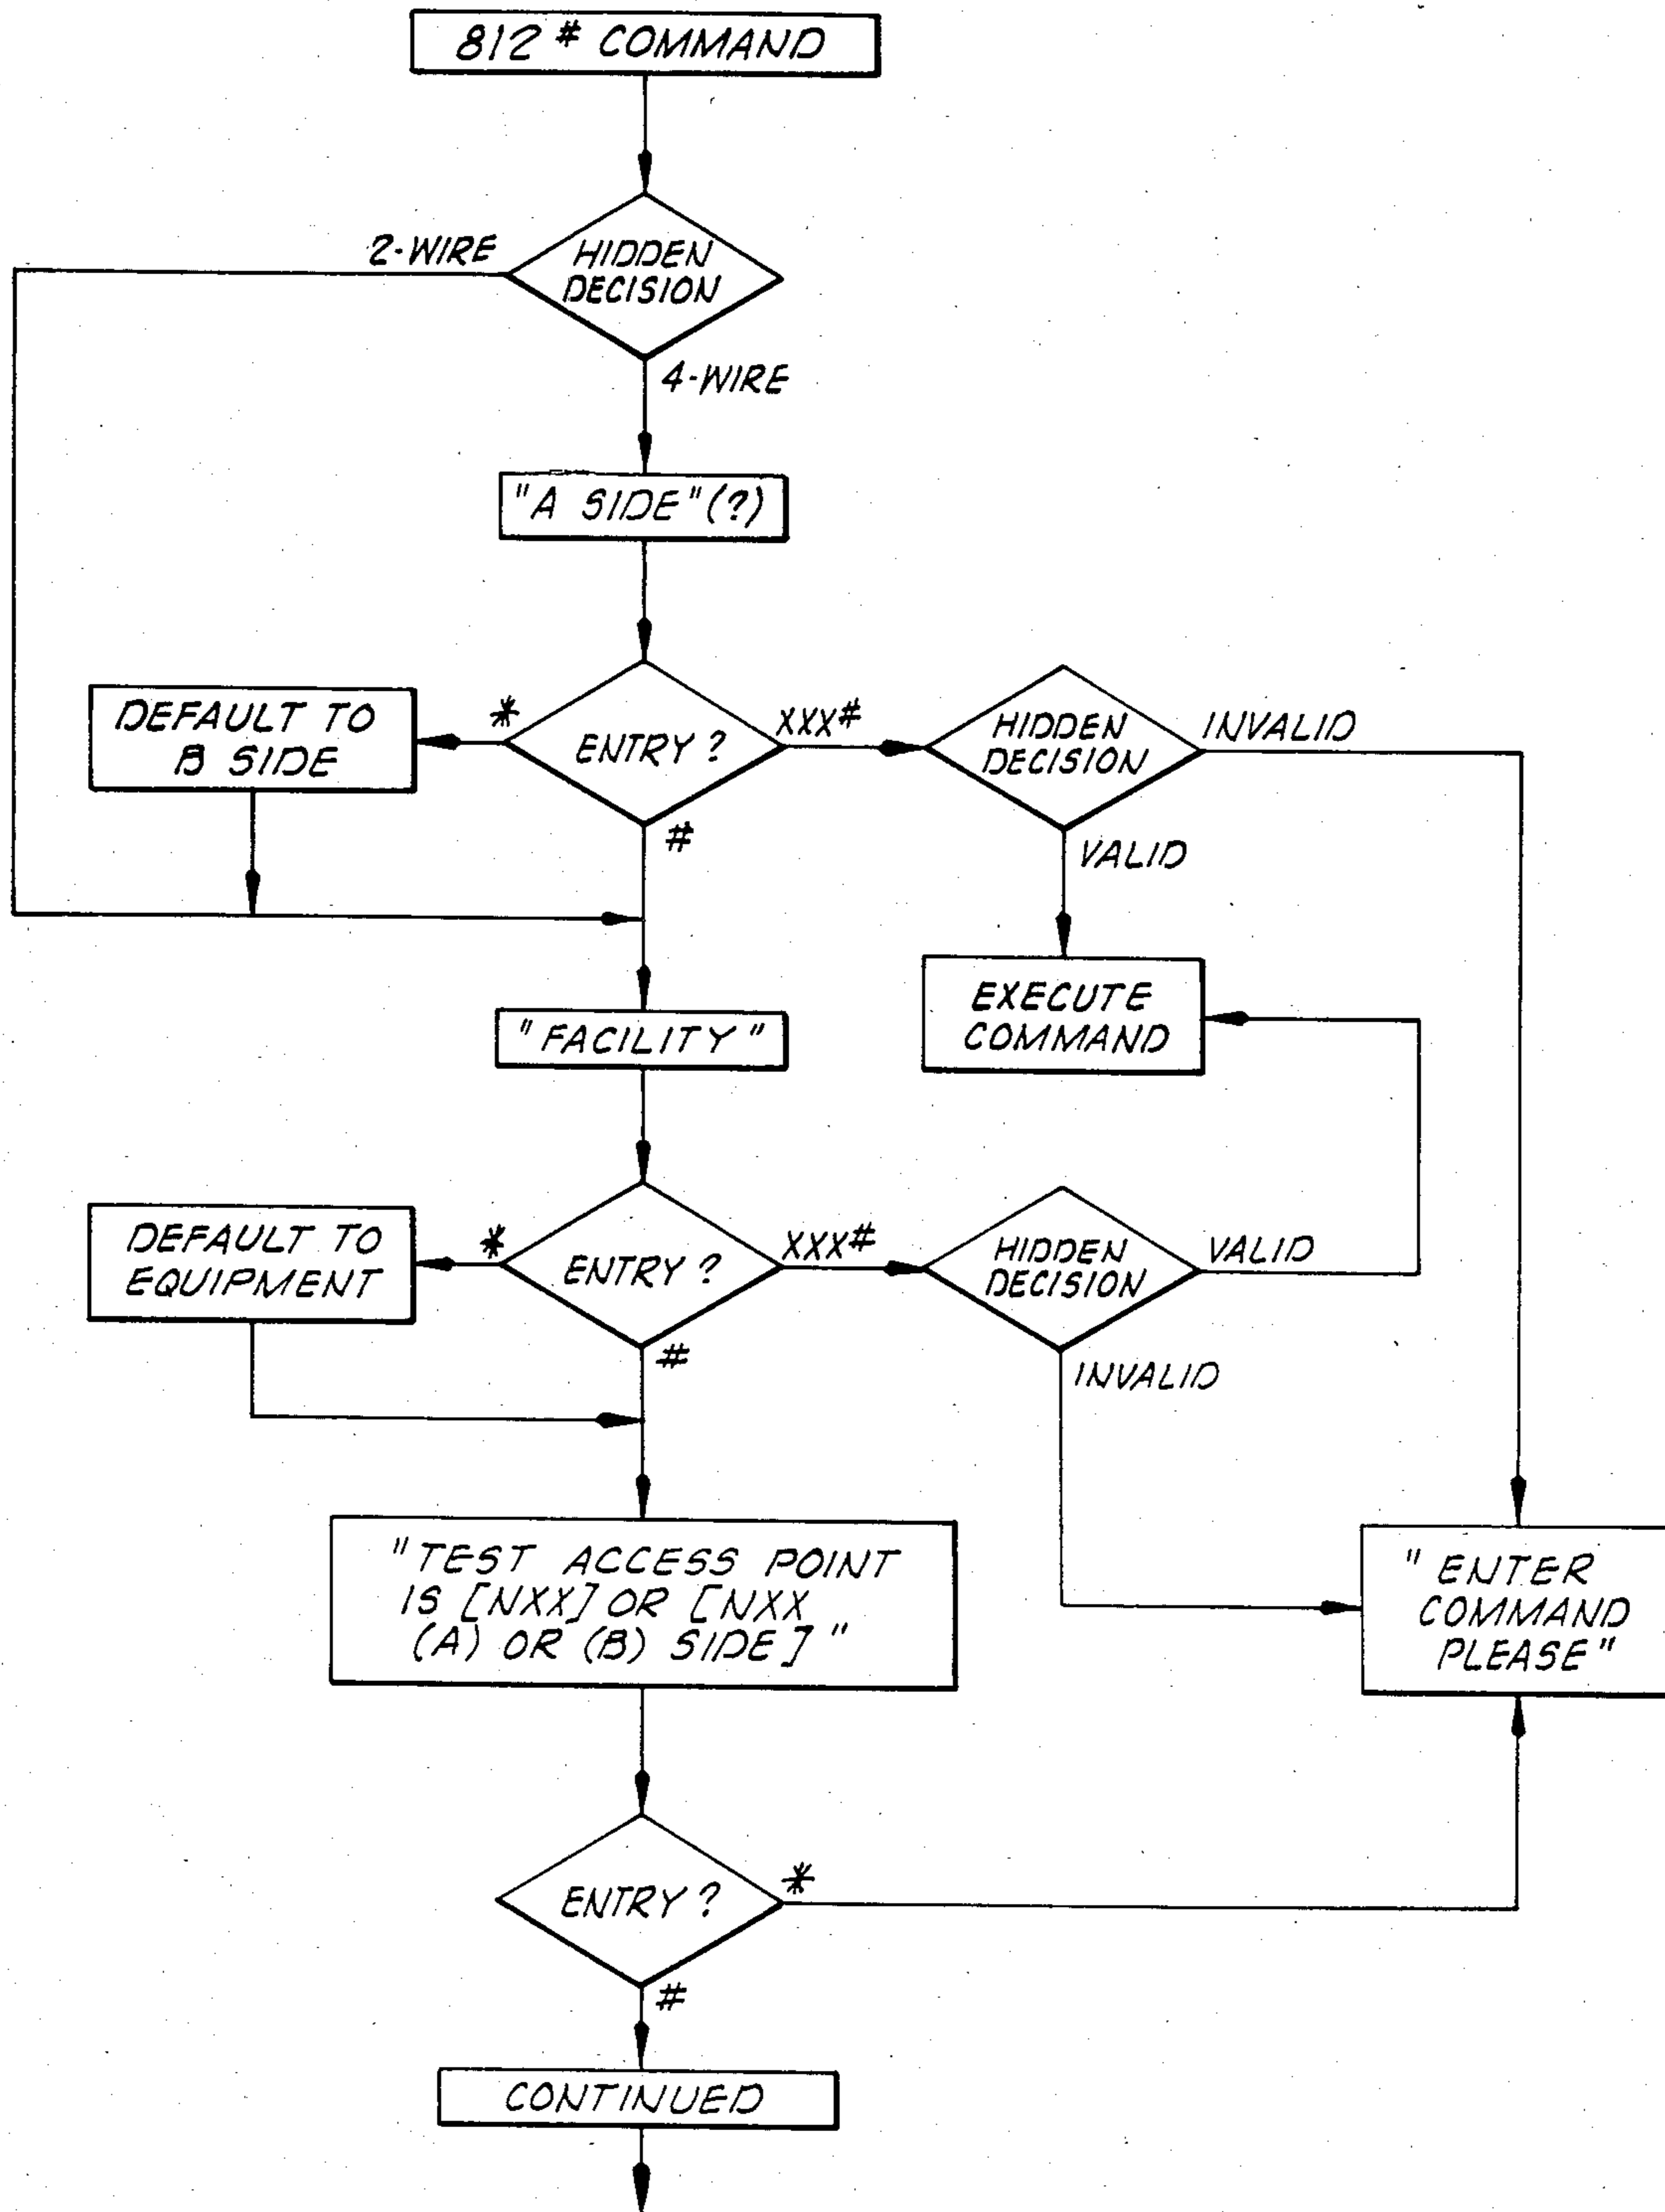 812 # COMMAND
2-WIRE
HIDDEN
DECISION
4-WIRE
"A SIDE"(?)
DEFAULT TO
B SIDE
*
ENTRY ?
XXX#
HIDDEN
DECISION
INVALID
#
VALID
EXECUTE
COMMAND
"FACILITY"
DEFAULT TO
EQUIPMENT
*
ENTRY ?
XXX#
HIDDEN
DECISION
VALID
#
INVALID
"TEST ACCESS POINT
IS [NXX] OR [NXX
(A) OR (B) SIDE]"
"ENTER
COMMAND
PLEASE"
ENTRY ?
*
#
CONTINUED